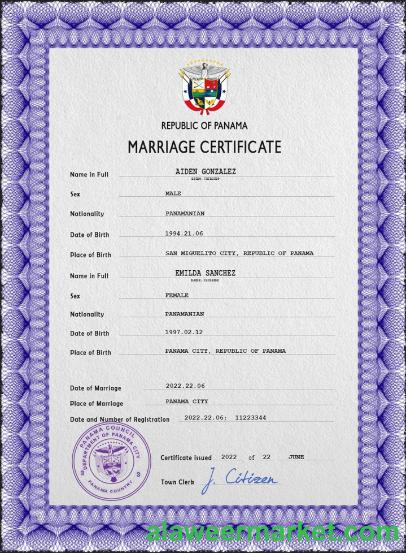 REPUBLIC OF PANAMA
MARRIAGE CERTIFICATE
Name in Full AIDEN GONZALEZ
Sex MALE
Nationality PANAMANIAN
Date of Birth 1994.21.06
Place of Birth SAN MIGUELITO CITY, REPUBLIC OF PANAMA
Name in Full EMILDA SANCHEZ
Sex FEMALE
Nationality PANAMANIAN
Date of Birth 1997.02.12
Place of Birth PANAMA CITY, REPUBLIC OF PANAMA
Date of Marriage 2022.22.06
Place of Marriage PANAMA CITY
Date and Number of Registration 2022.22.06; 11223344
PANAMA COUNCIL CITY
DEPARTMENT OF PANAMA CITY
PANAMA COUNTRY
Certificate Issued 2022 of 22 JUNE
Town Clerk J. Citizen
alaweermarket.com